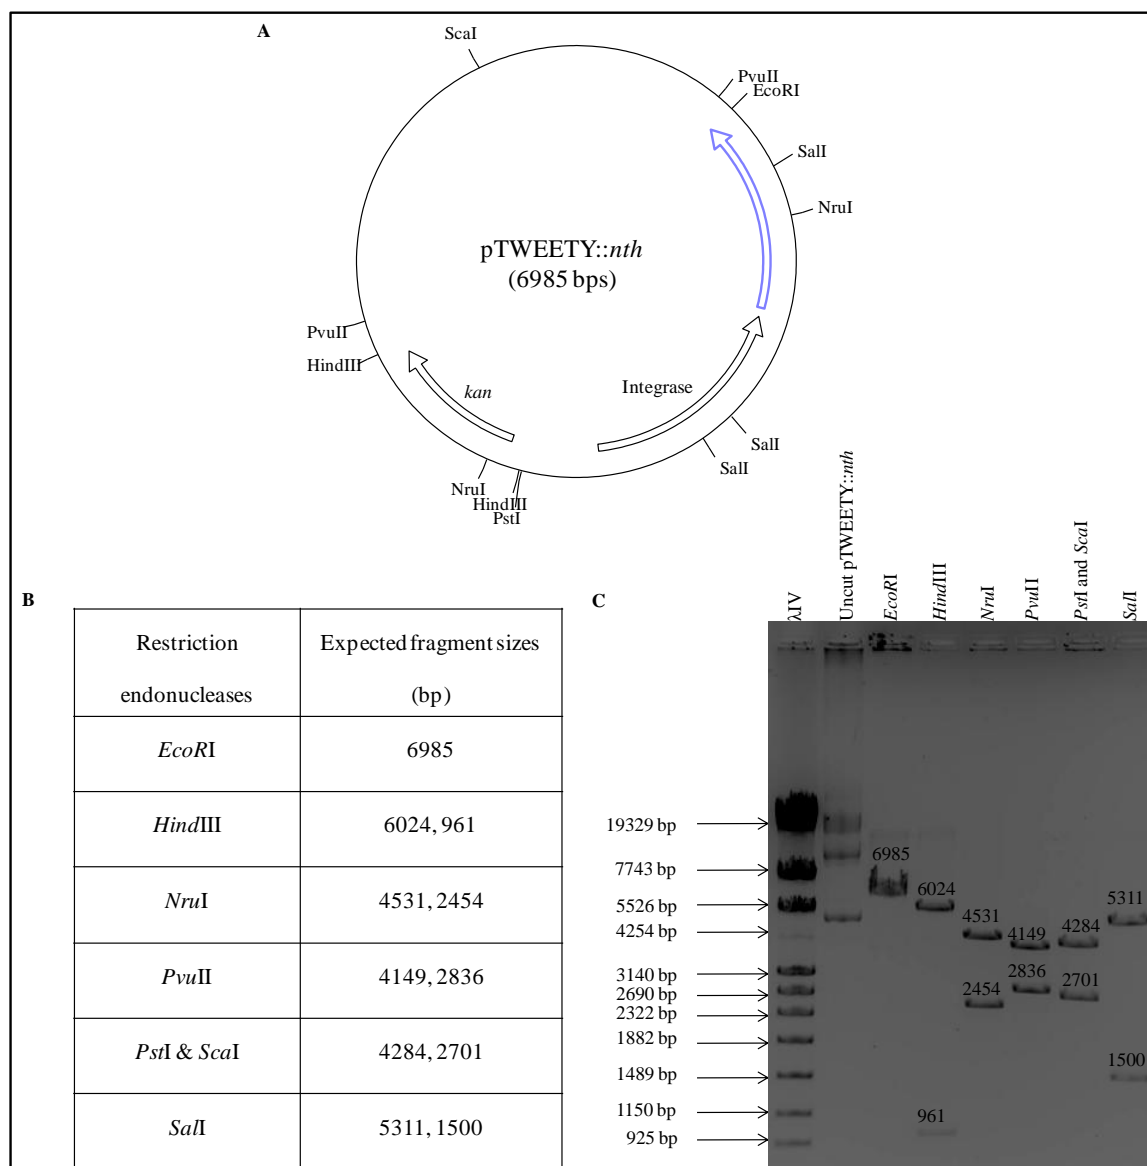 A
ScaI
PvuII
EcoRI
SalI
NruI
pTWEETY::nth
(6985 bps)
PvuII
HindIII
kan
Integrase
SalI
SalI
NruI
HindIII
PstI
B
Restriction endonucleases
Expected fragment sizes (bp)
EcoRI
6985
HindIII
6024, 961
NruI
4531, 2454
PvuII
4149, 2836
PstI & ScaI
4284, 2701
SalI
5311, 1500
C
λIV
Uncut pTWEETY::nth
EcoRI
HindIII
NruI
PvuII
PstI and ScaI
SalI
19329 bp
7743 bp
5526 bp
4254 bp
3140 bp
2690 bp
2322 bp
1882 bp
1489 bp
1150 bp
925 bp
6985
6024
961
4531
2454
4149
2836
4284
2701
5311
1500